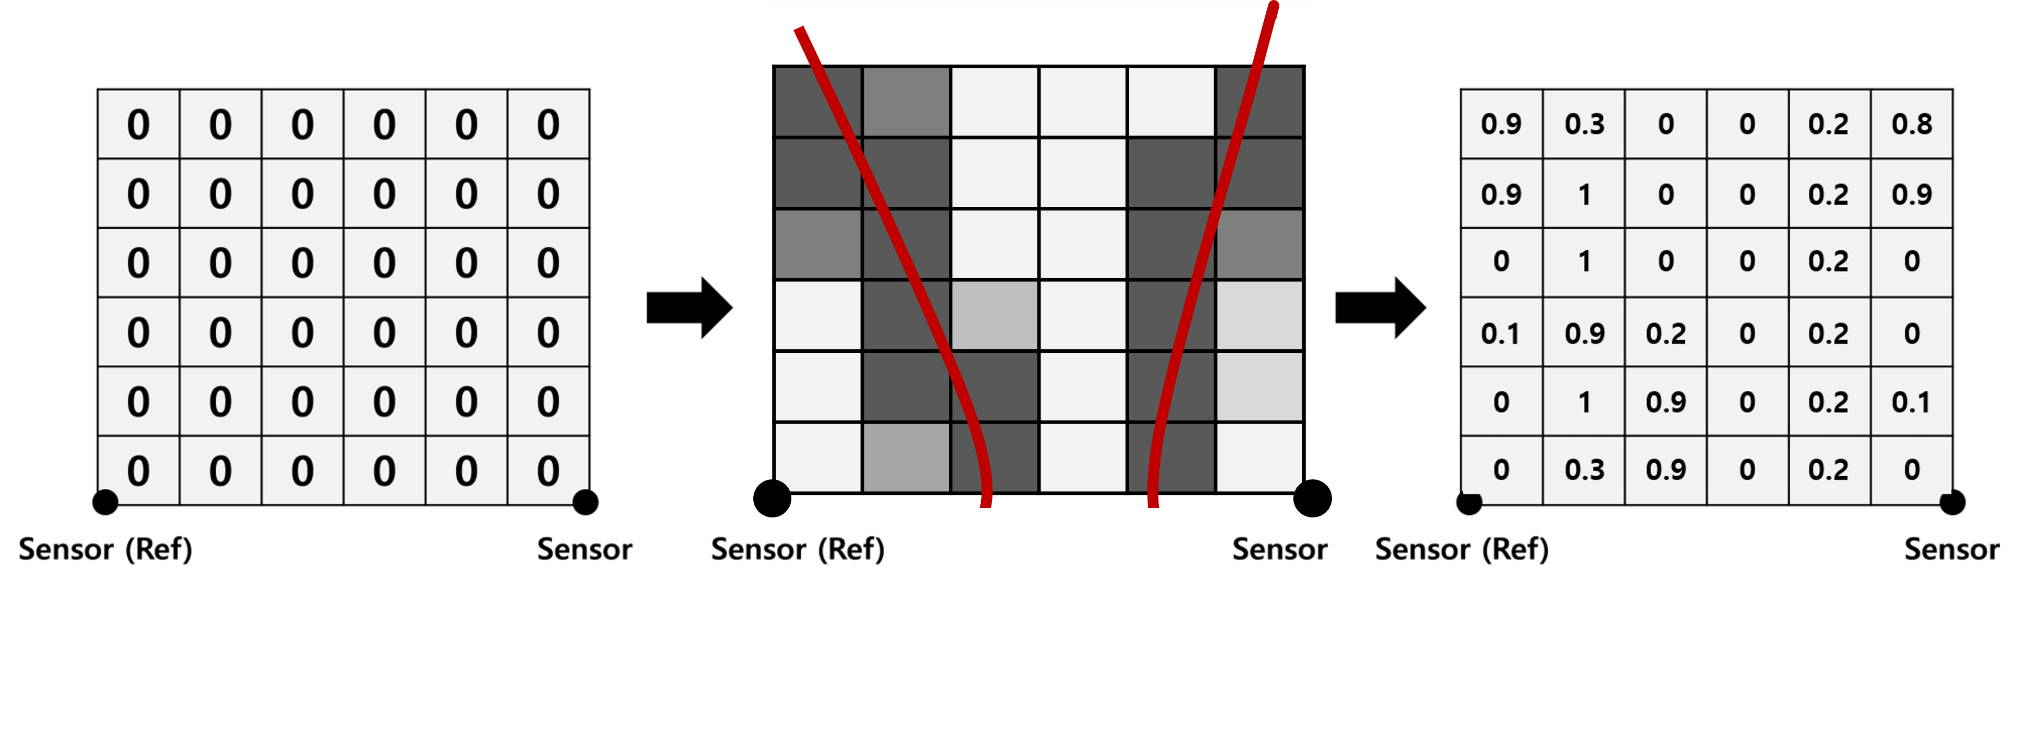 0 0 0 0 0 0
0 0 0 0 0 0
0 0 0 0 0 0
0 0 0 0 0 0
0 0 0 0 0 0
0 0 0 0 0 0
Sensor (Ref) Sensor
Sensor (Ref) Sensor
0.9 0.3 0 0 0.2 0.8
0.9 1 0 0 0.2 0.9
0 1 0 0 0.2 0
0.1 0.9 0.2 0 0.2 0
0 1 0.9 0 0.2 0.1
0 0.3 0.9 0 0.2 0
Sensor (Ref) Sensor